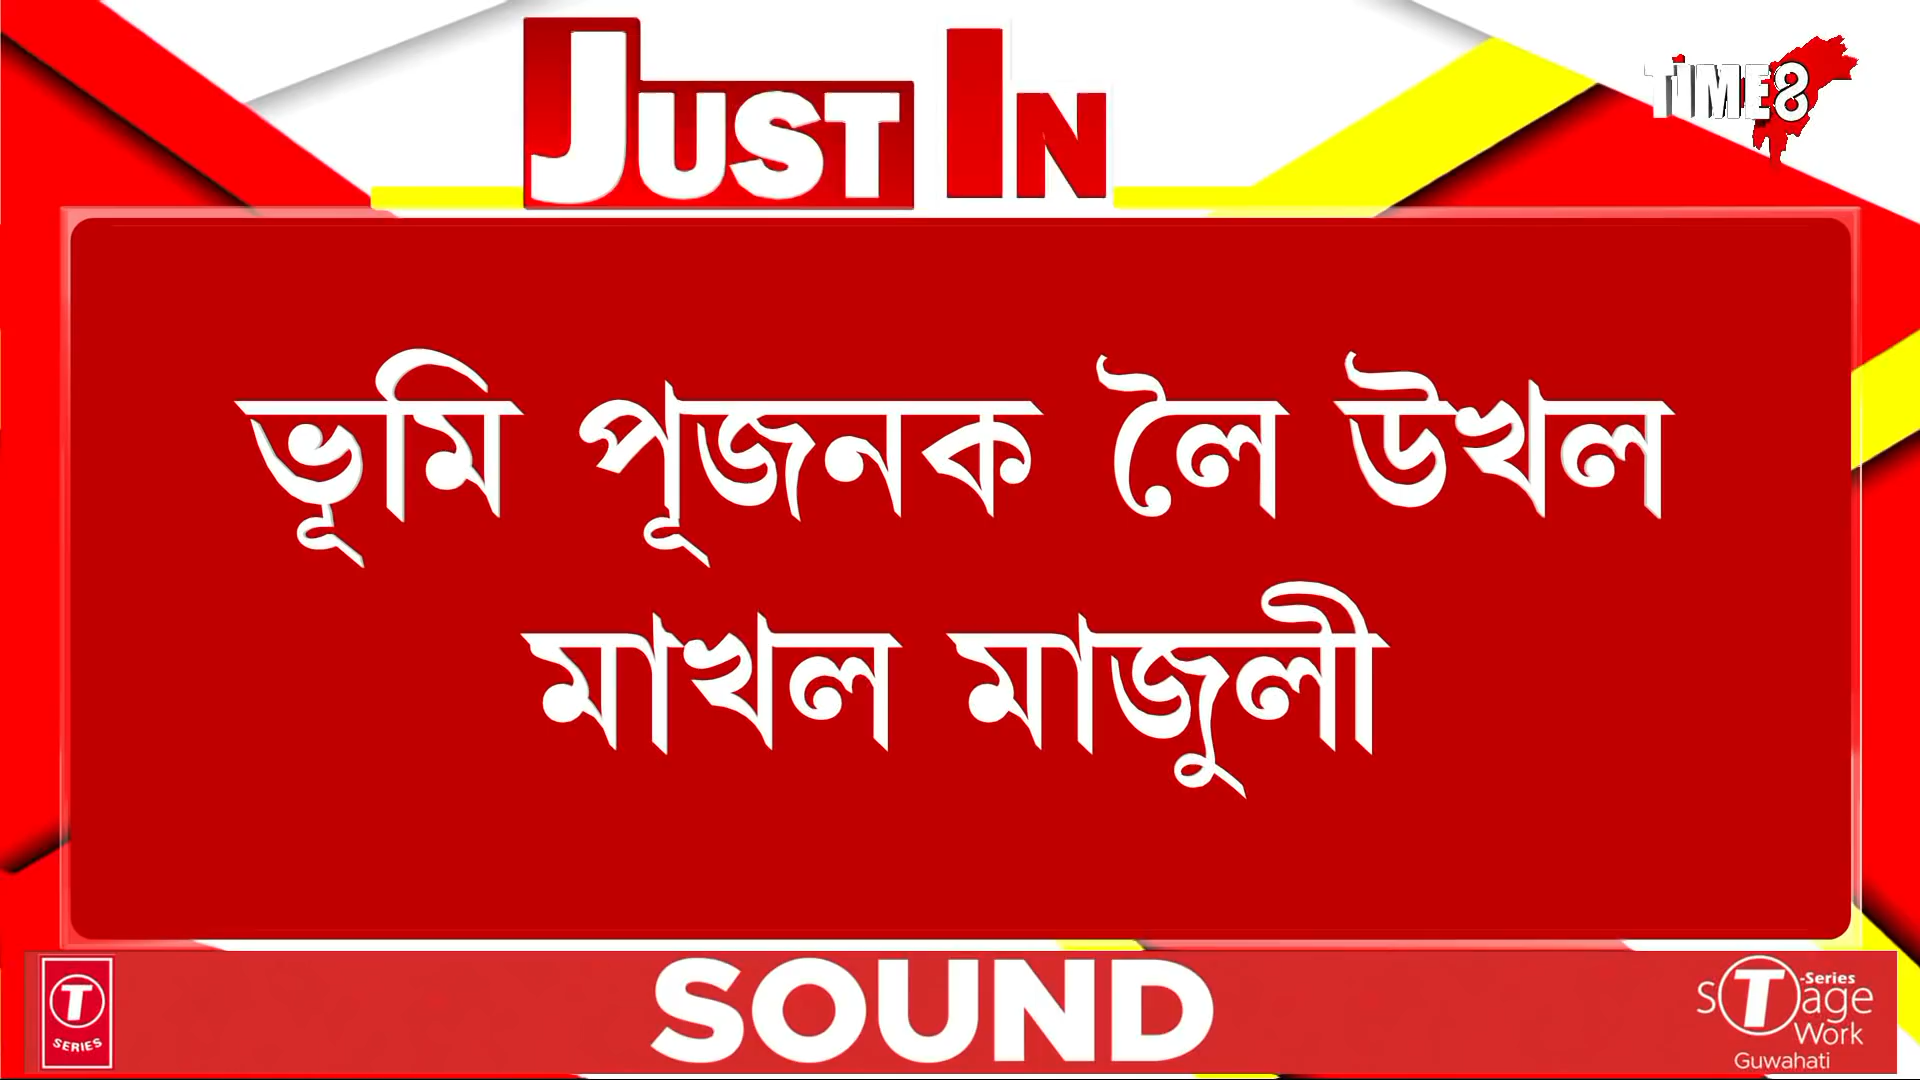 JUST IN
TIME8
ভূমি পূজনক লৈ উখল
মাখল মাজুলী
SOUND
T
SERIES
T-Series
Stage
Work
Guwahati